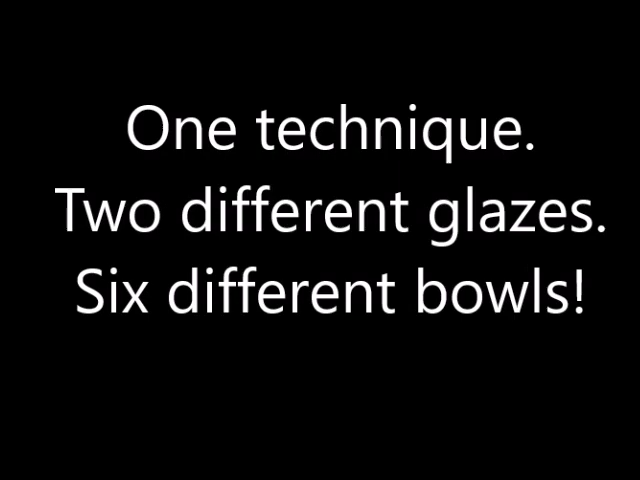 One technique.
Two different glazes.
Six different bowls!